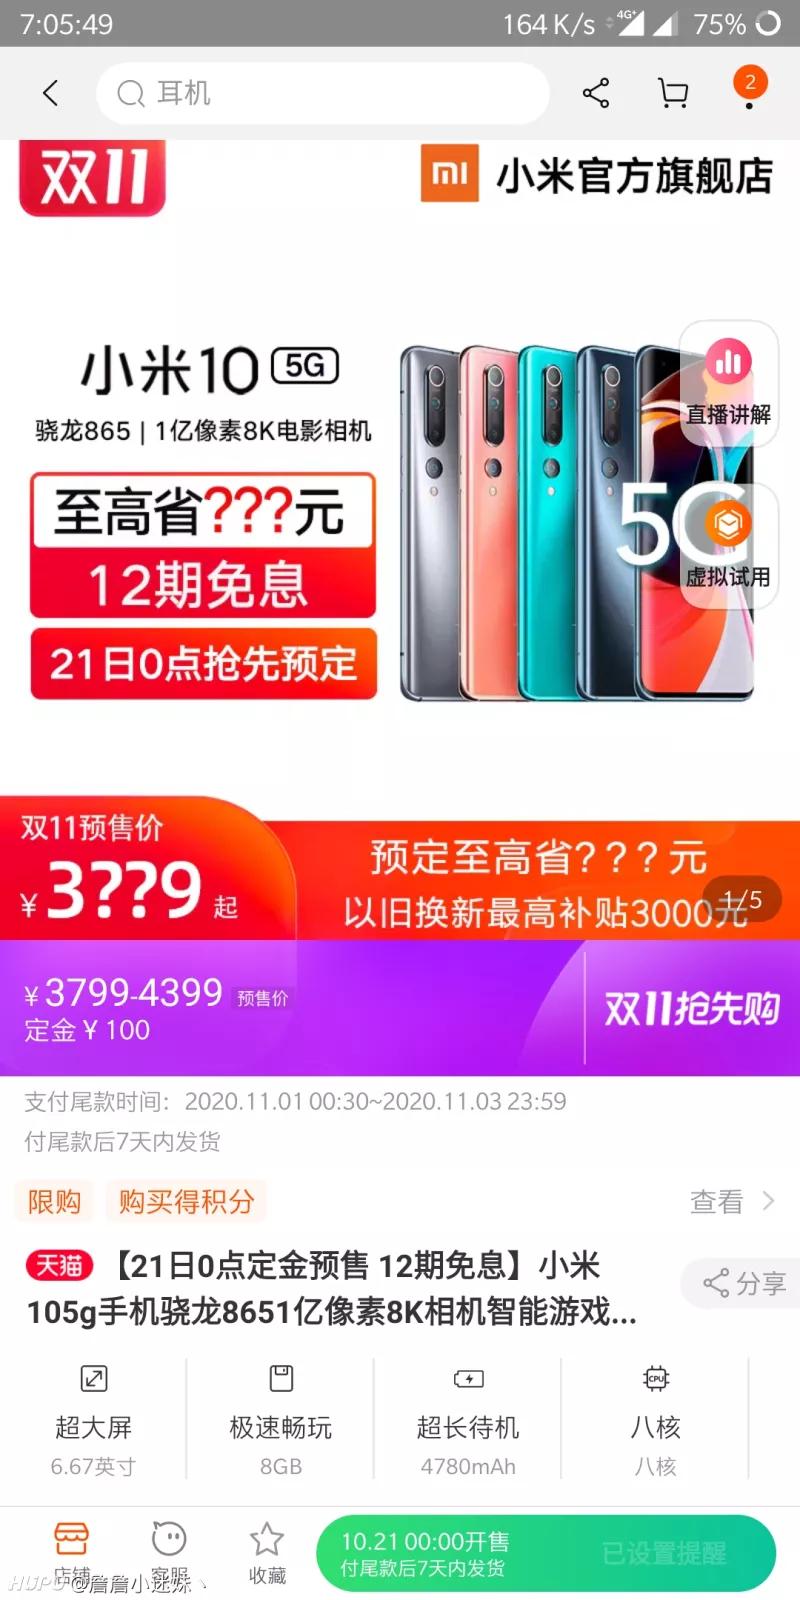 7:05:49
164 K/s 4G+ 75%
耳机
2
双11
mi 小米官方旗舰店
小米10 5G
骁龙865 | 1亿像素8K电影相机
至高省???元
12期免息
21日0点抢先预定
直播讲解
5G
虚拟试用
双11预售价
¥ 3??9 起
预定至高省? ? ? 元
以旧换新最高补贴3000元
1/5
¥ 3799-4399 预售价
定金 ¥ 100
双11抢先购
支付尾款时间: 2020.11.01 00:30~2020.11.03 23:59
付尾款后7天内发货
限购 购买得积分 查看
天猫 【21日0点定金预售 12期免息】小米
105g手机骁龙8651亿像素8K相机智能游戏...
分享
超大屏 极速畅玩 超长待机 八核
CPU
6.67英寸 8GB 4780mAh 八核
10.21 00:00开售
付尾款后7天内发货
已设置提醒
店铺 客服 收藏
HUPU @詹詹小迷妹丶